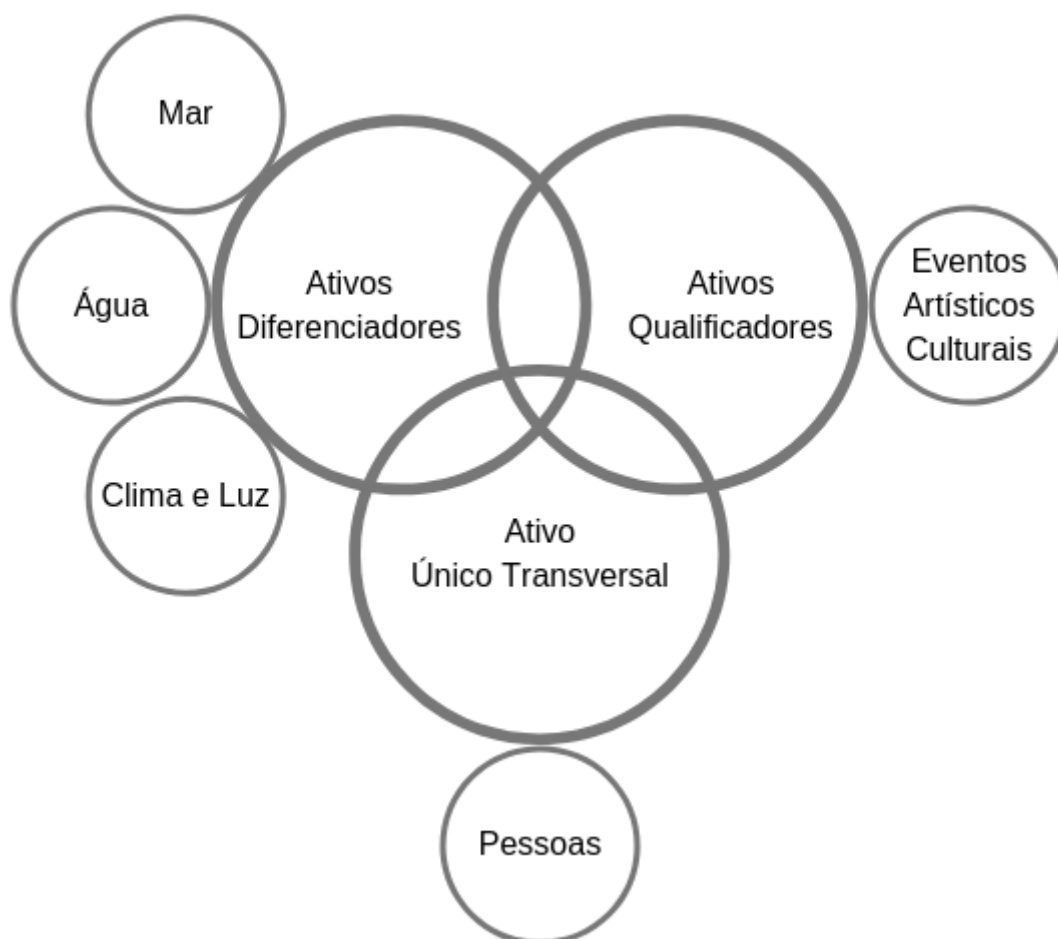 Mar
Água
Clima e Luz
Ativos
Diferenciadores
Ativos
Qualificadores
Eventos
Artísticos
Culturais
Ativo
Único Transversal
Pessoas